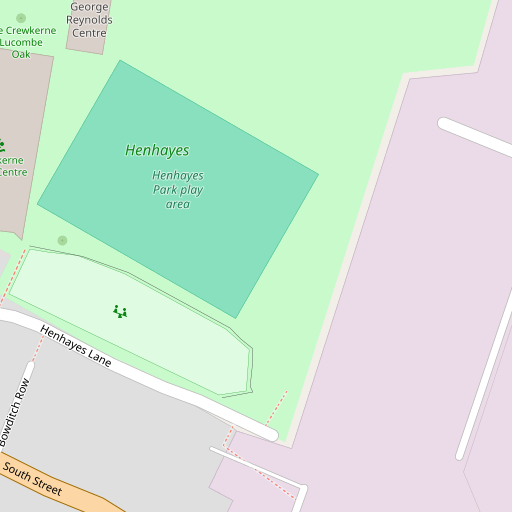 George
Reynolds
Centre
e Crewkerne
Lucombe
Oak
Henhayes
Henhayes
Park play
area
kerne
Centre
Henhayes Lane
Bowditch Row
South Street